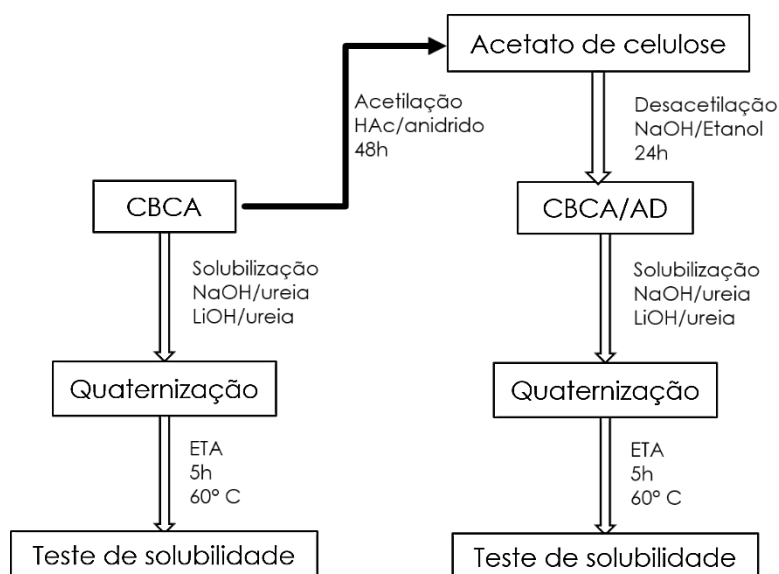 Acetato de celulose
Acetilação
HAc/anidrido
48h
Desacetilação
NaOH/Etanol
24h
CBCA
CBCA/AD
Solubilização
NaOH/ureia
LiOH/ureia
Solubilização
NaOH/ureia
LiOH/ureia
Quaternização
Quaternização
ETA
5h
60° C
ETA
5h
60° C
Teste de solubilidade
Teste de solubilidade